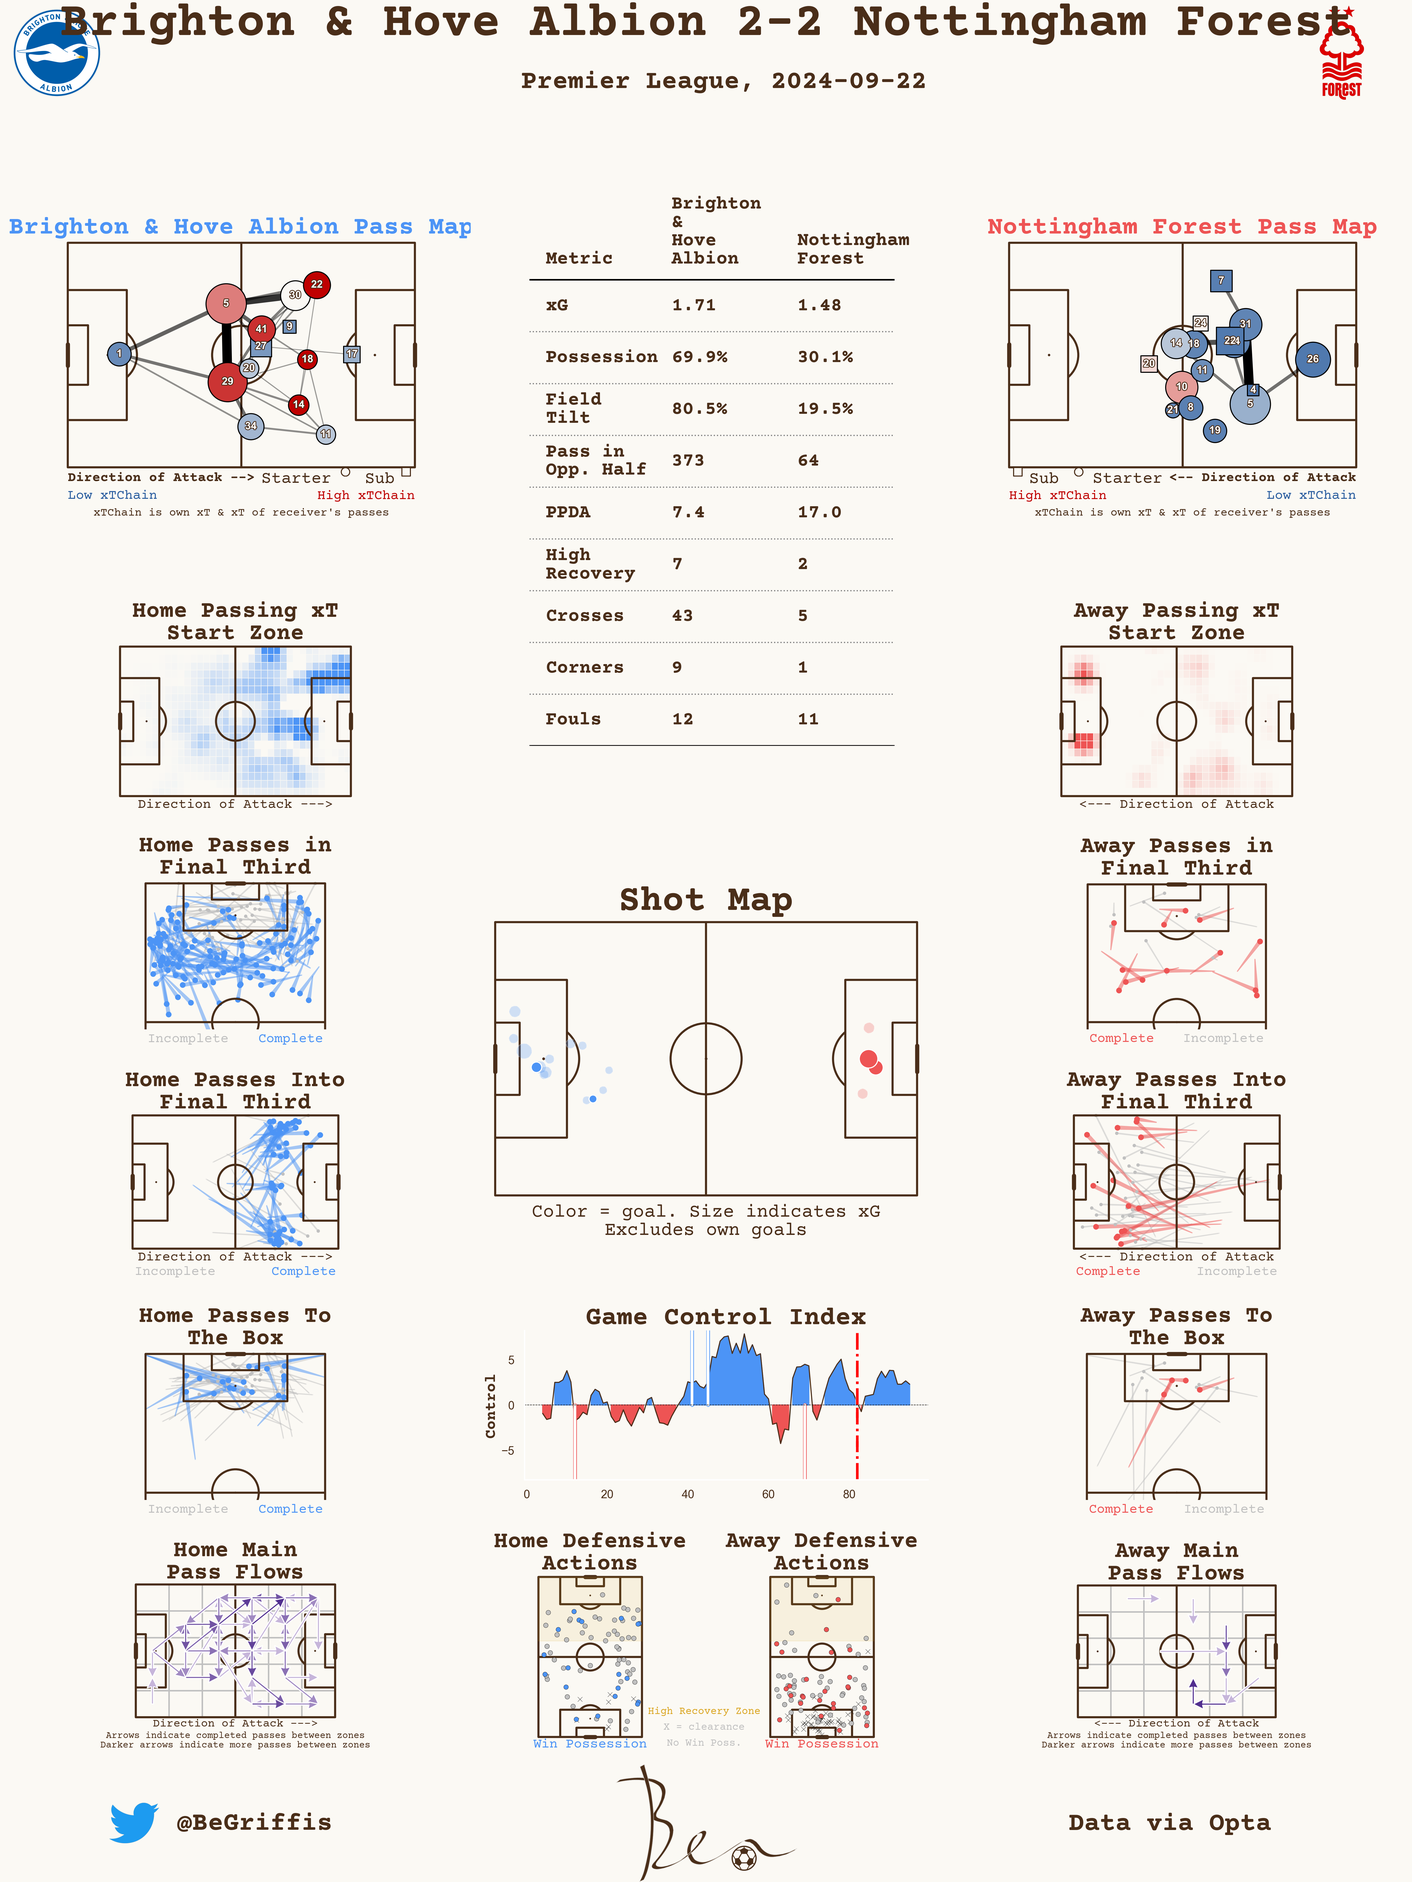 Brighton & Hove Albion 2-2 Nottingham Forest
BRIGHTON
ALBION
FOREST
Premier League, 2024-09-22
Brighton & Hove Albion Pass Map
5
30
22
41
9
27
1
18
17
20
29
14
34
11
Direction of Attack --> Starter Sub
Low xTChain High xTChain
xTChain is own xT & xT of receiver's passes
Metric Brighton & Hove Albion Nottingham Forest
xG 1.71 1.48
Possession 69.9% 30.1%
Field Tilt 80.5% 19.5%
Pass in Opp. Half 373 64
PPDA 7.4 17.0
High Recovery 7 2
Crosses 43 5
Corners 9 1
Fouls 12 11
Nottingham Forest Pass Map
7
24
31
14
18
22
20
11
26
10
4
5
21
8
19
Sub Starter <-- Direction of Attack
High xTChain Low xTChain
xTChain is own xT & xT of receiver's passes
Home Passing xT
Start Zone
Direction of Attack --->
Away Passing xT
Start Zone
<--- Direction of Attack
Home Passes in
Final Third
Incomplete Complete
Away Passes in
Final Third
Complete Incomplete
Shot Map
Color = goal. Size indicates xG
Excludes own goals
Home Passes Into
Final Third
Direction of Attack --->
Incomplete Complete
Away Passes Into
Final Third
<--- Direction of Attack
Complete Incomplete
Home Passes To
The Box
Incomplete Complete
Game Control Index
Control
5
0
−5
0 20 40 60 80
Away Passes To
The Box
Complete Incomplete
Home Main
Pass Flows
Direction of Attack --->
Arrows indicate completed passes between zones
Darker arrows indicate more passes between zones
Home Defensive
Actions
Win Possession
Away Defensive
Actions
Win Possession
High Recovery Zone
X = clearance
No Win Poss.
Away Main
Pass Flows
<--- Direction of Attack
Arrows indicate completed passes between zones
Darker arrows indicate more passes between zones
@BeGriffis
Ben
Data via Opta